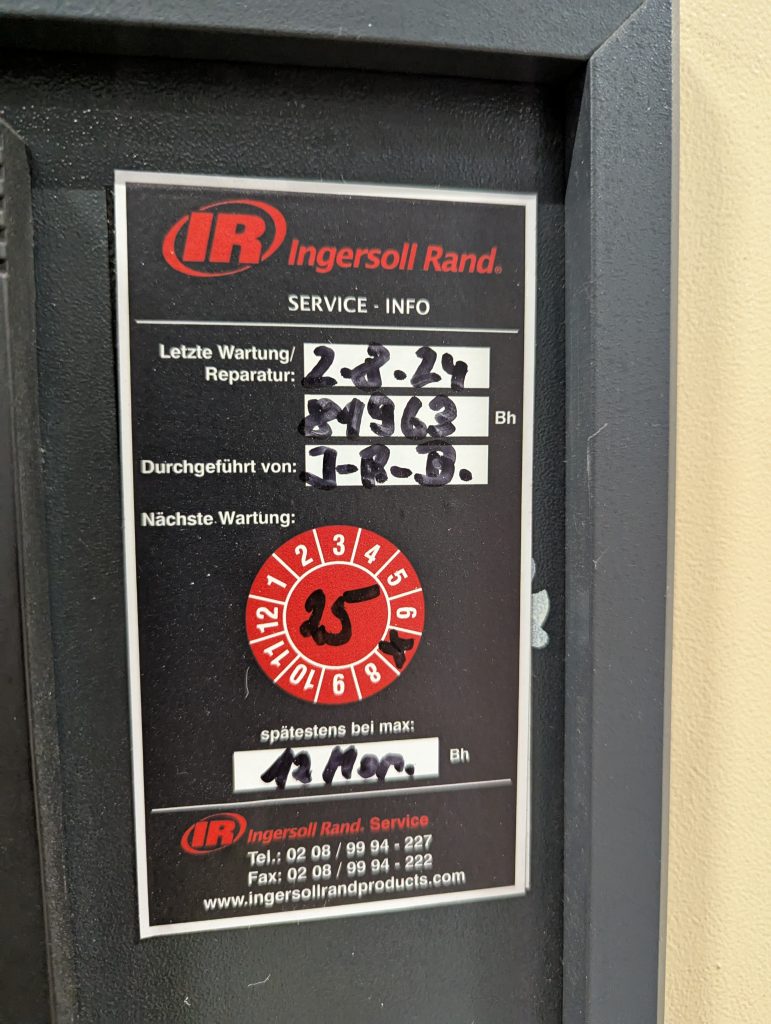 IR Ingersoll Rand®
SERVICE - INFO
Letzte Wartung/
Reparatur: 2.8.24
81963 Bh
Durchgeführt von: J-R-B.
Nächste Wartung:
1 2 3 4 5 6 8 9 10 11 12
25
spätestens bei max:
12 Mon. Bh
IR Ingersoll Rand. Service
Tel.: 02 08 / 99 94 - 227
Fax: 02 08 / 99 94 - 222
www.ingersollrandproducts.com